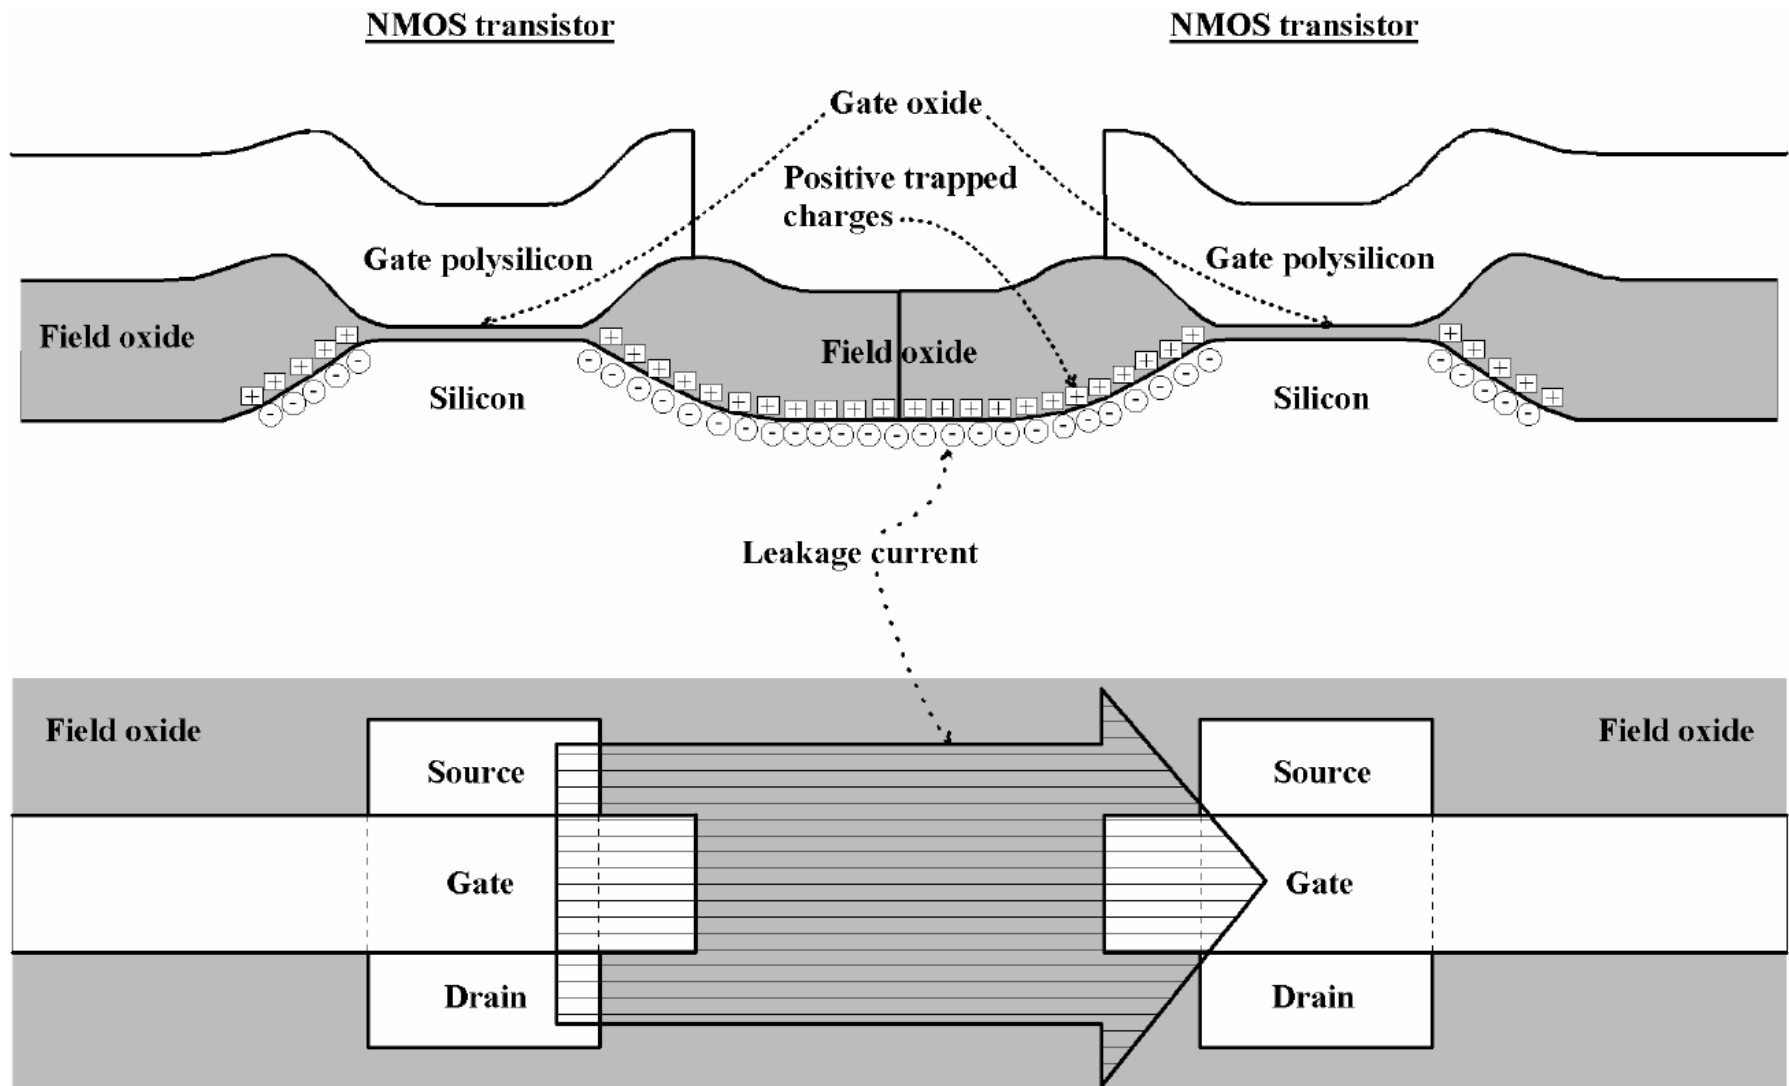 NMOS transistor
NMOS transistor
Gate oxide
Positive trapped
charges
Gate polysilicon
Gate polysilicon
Field oxide
Field oxide
Silicon
Silicon
Leakage current
Field oxide
Field oxide
Source
Source
Gate
Gate
Drain
Drain